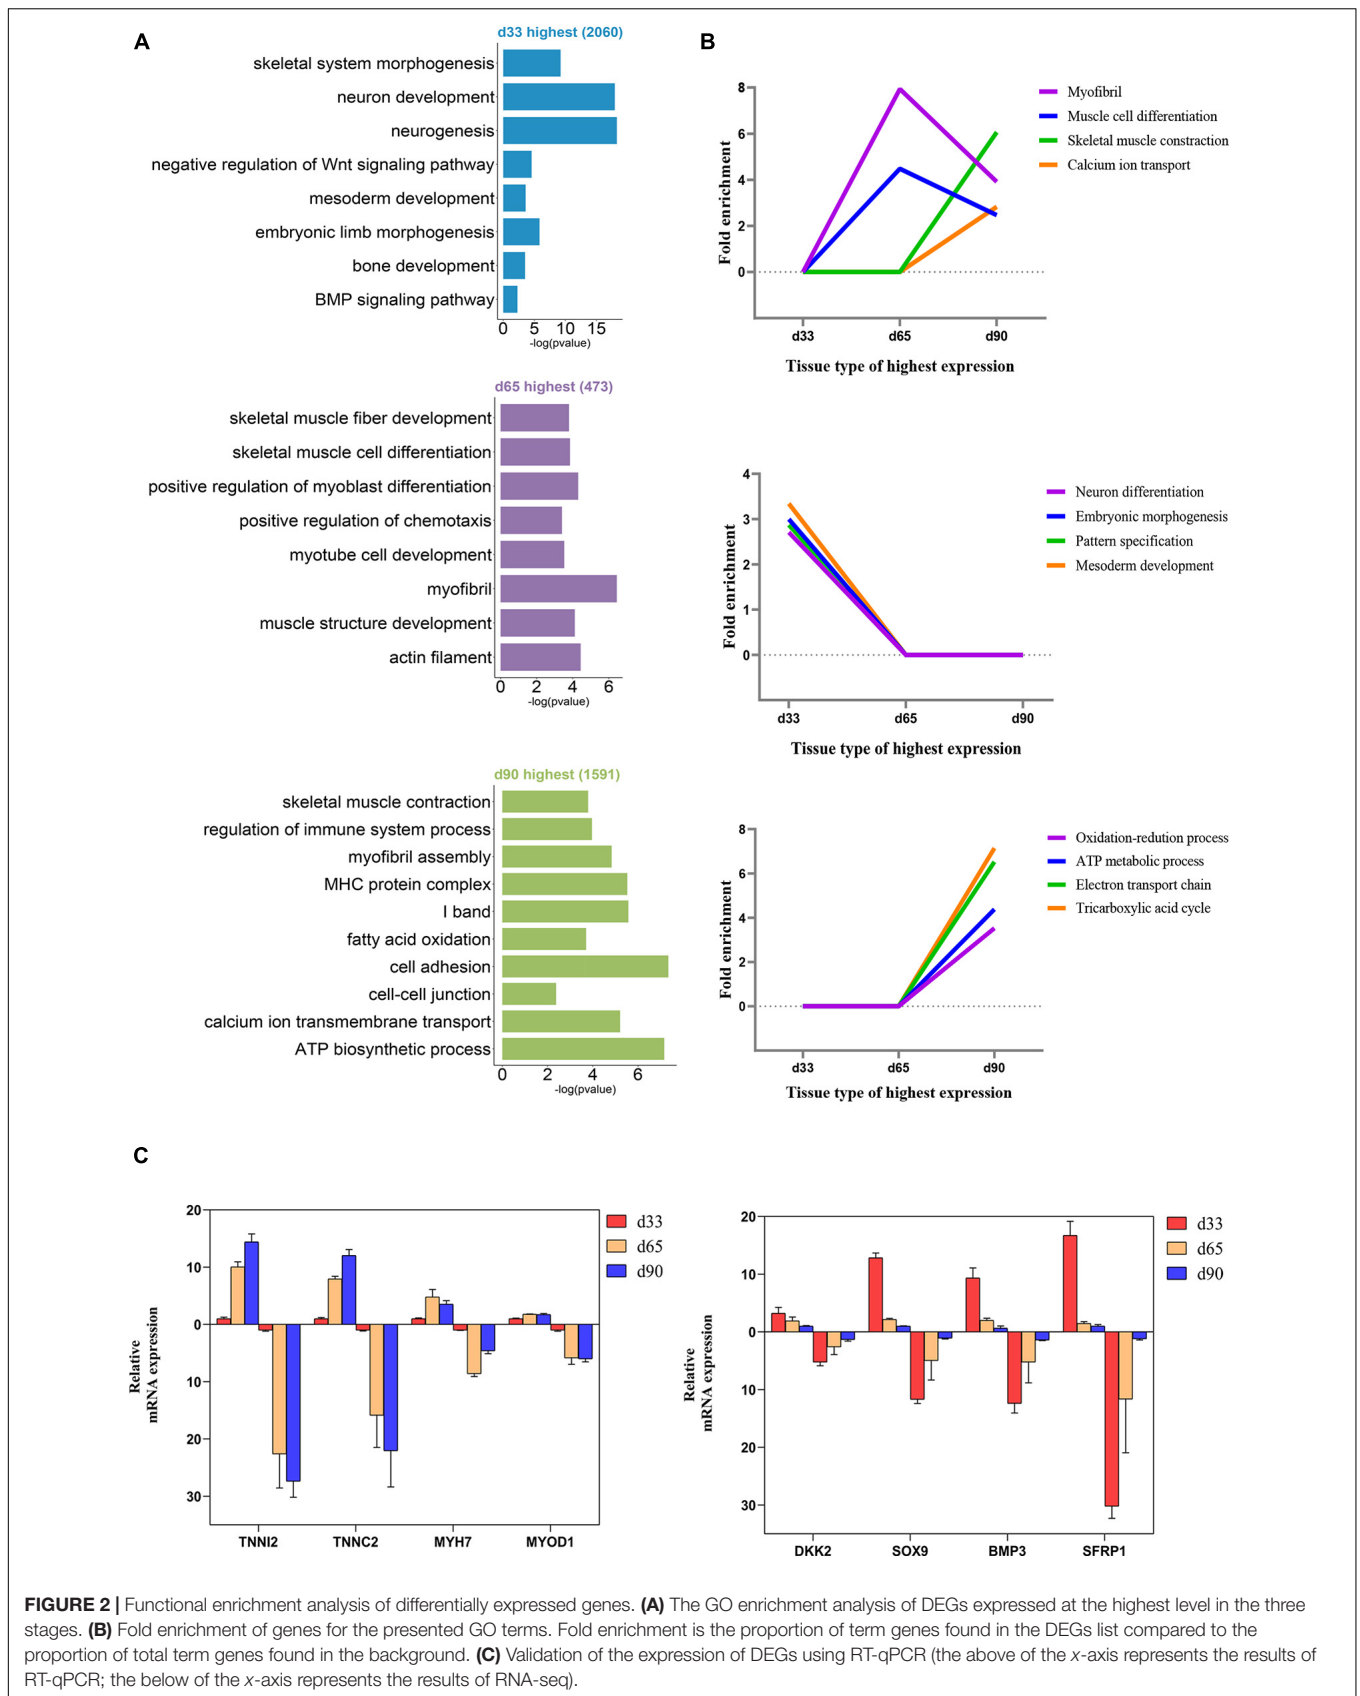 A
d33 highest (2060)
skeletal system morphogenesis
neuron development
neurogenesis
negative regulation of Wnt signaling pathway
mesoderm development
embryonic limb morphogenesis
bone development
BMP signaling pathway
0 5 10 15
-log(pvalue)
d65 highest (473)
skeletal muscle fiber development
skeletal muscle cell differentiation
positive regulation of myoblast differentiation
positive regulation of chemotaxis
myotube cell development
myofibril
muscle structure development
actin filament
0 2 4 6
-log(pvalue)
d90 highest (1591)
skeletal muscle contraction
regulation of immune system process
myofibril assembly
MHC protein complex
I band
fatty acid oxidation
cell adhesion
cell-cell junction
calcium ion transmembrane transport
ATP biosynthetic process
0 2 4 6
-log(pvalue)
B
8
6
4
2
0
Fold enrichment
d33 d65 d90
Tissue type of highest expression
Myofibril
Muscle cell differentiation
Skeletal muscle constraction
Calcium ion transport
4
3
2
1
0
Fold enrichment
d33 d65 d90
Tissue type of highest expression
Neuron differentiation
Embryonic morphogenesis
Pattern specification
Mesoderm development
8
6
4
2
0
Fold enrichment
d33 d65 d90
Tissue type of highest expression
Oxidation-redution process
ATP metabolic process
Electron transport chain
Tricarboxylic acid cycle
C
20
10
0
10
20
30
Relative
mRNA expression
TNNI2 TNNC2 MYH7 MYOD1
d33
d65
d90
20
10
0
10
20
30
Relative
mRNA expression
DKK2 SOX9 BMP3 SFRP1
d33
d65
d90
FIGURE 2 | Functional enrichment analysis of differentially expressed genes. (A) The GO enrichment analysis of DEGs expressed at the highest level in the three
stages. (B) Fold enrichment of genes for the presented GO terms. Fold enrichment is the proportion of term genes found in the DEGs list compared to the
proportion of total term genes found in the background. (C) Validation of the expression of DEGs using RT-qPCR (the above of the x-axis represents the results of
RT-qPCR; the below of the x-axis represents the results of RNA-seq).